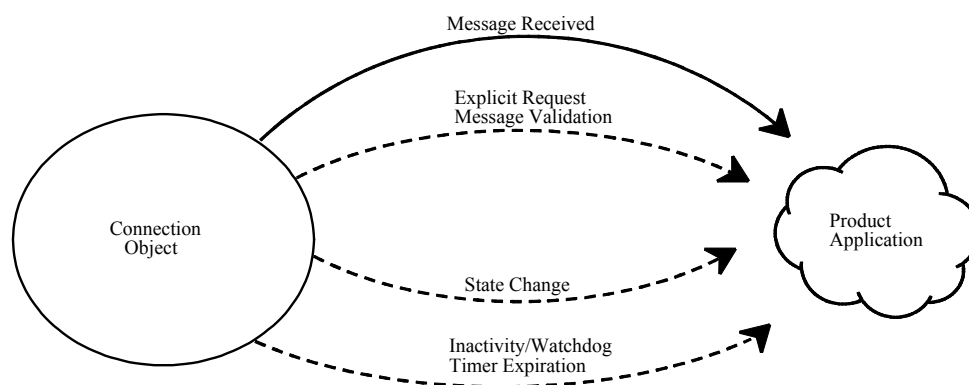 Message Received
Explicit Request
Message Validation
Connection
Object
Product
Application
State Change
Inactivity/Watchdog
Timer Expiration